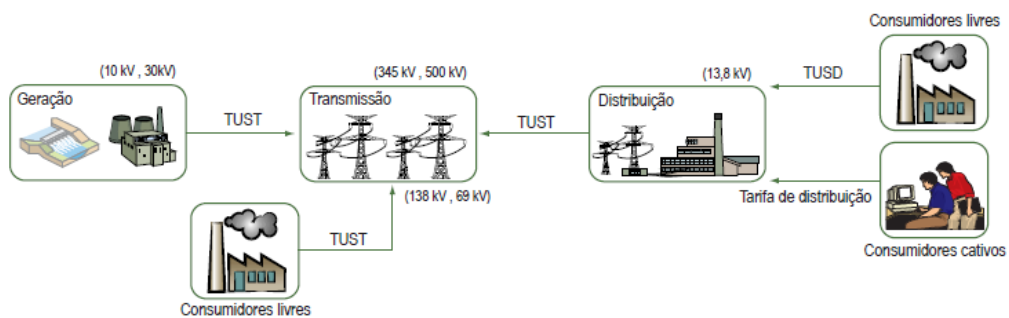 Consumidores livres
(10 kV , 30kV)
(345 kV , 500 kV)
(13,8 kV)
TUSD
Geração
Transmissão
Distribuição
TUST
TUST
Tarifa de distribuição
(138 kV , 69 kV)
TUST
Consumidores cativos
Consumidores livres